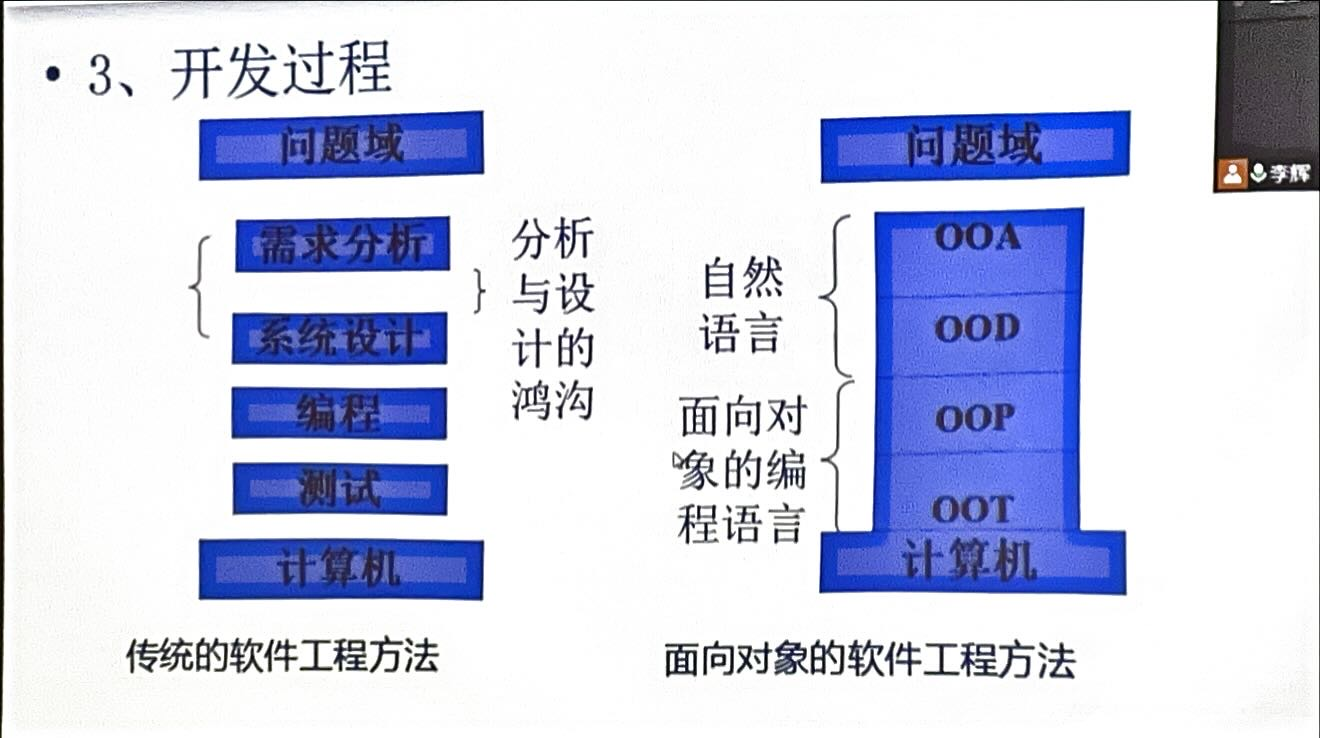 • 3、开发过程
问题域
需求分析
系统设计
编程
测试
计算机
分析
与设
计的
鸿沟
传统的软件工程方法
问题域
自然
语言
面向对
象的编
程语言
OOA
OOD
OOP
OOT
计算机
面向对象的软件工程方法
李辉